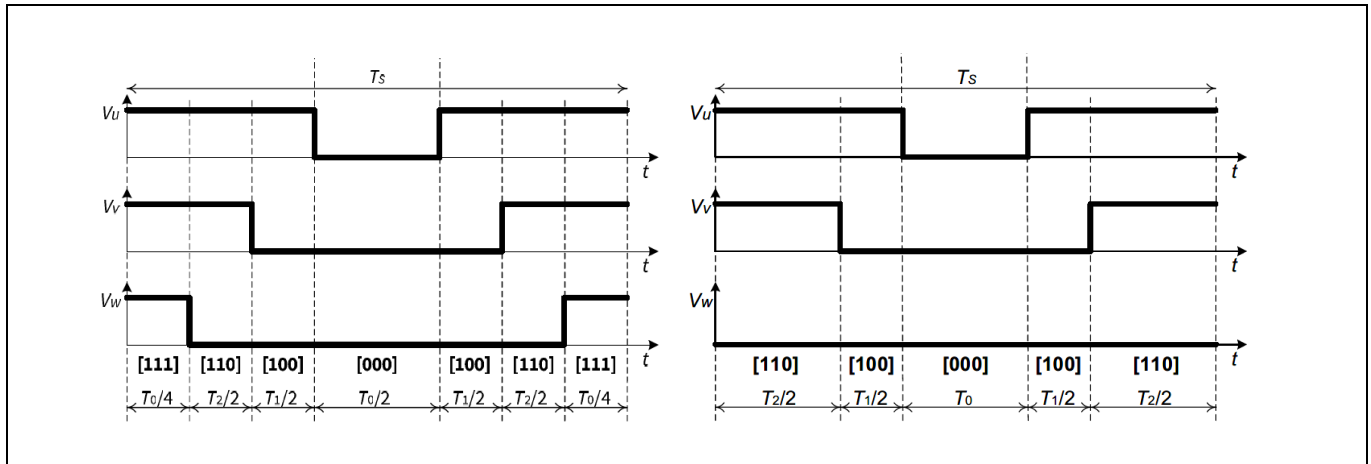 Ts
Vu
t
Vv
t
Vw
t
[111] [110] [100] [000] [100] [110] [111]
T0/4 T2/2 T1/2 T0/2 T1/2 T2/2 T0/4
Ts
Vu
t
Vv
t
Vw
t
[110] [100] [000] [100] [110]
T2/2 T1/2 T0 T1/2 T2/2